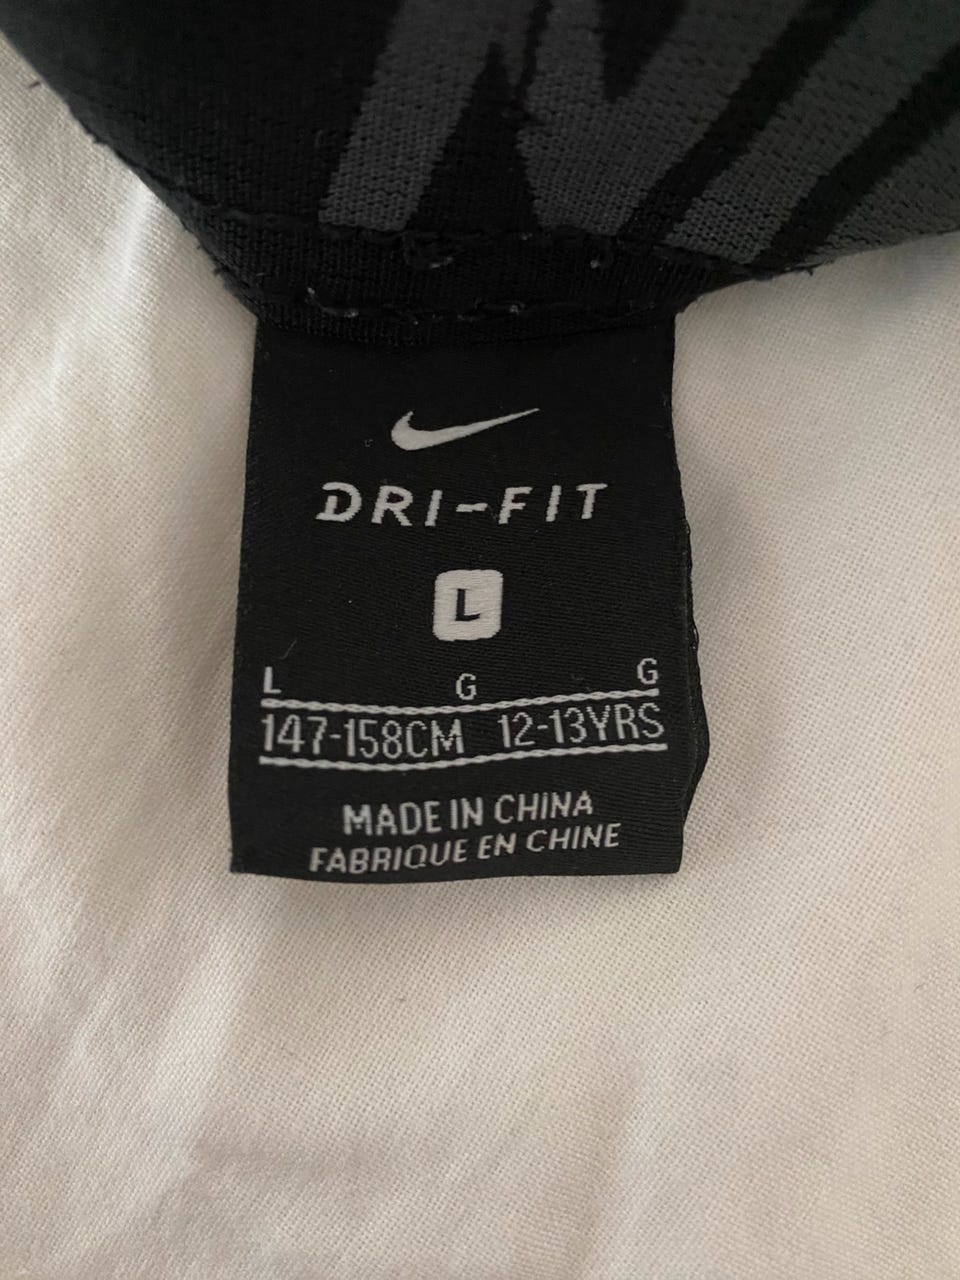 DRI-FIT
L
L G G
147-158CM 12-13YRS
MADE IN CHINA
FABRIQUE EN CHINE